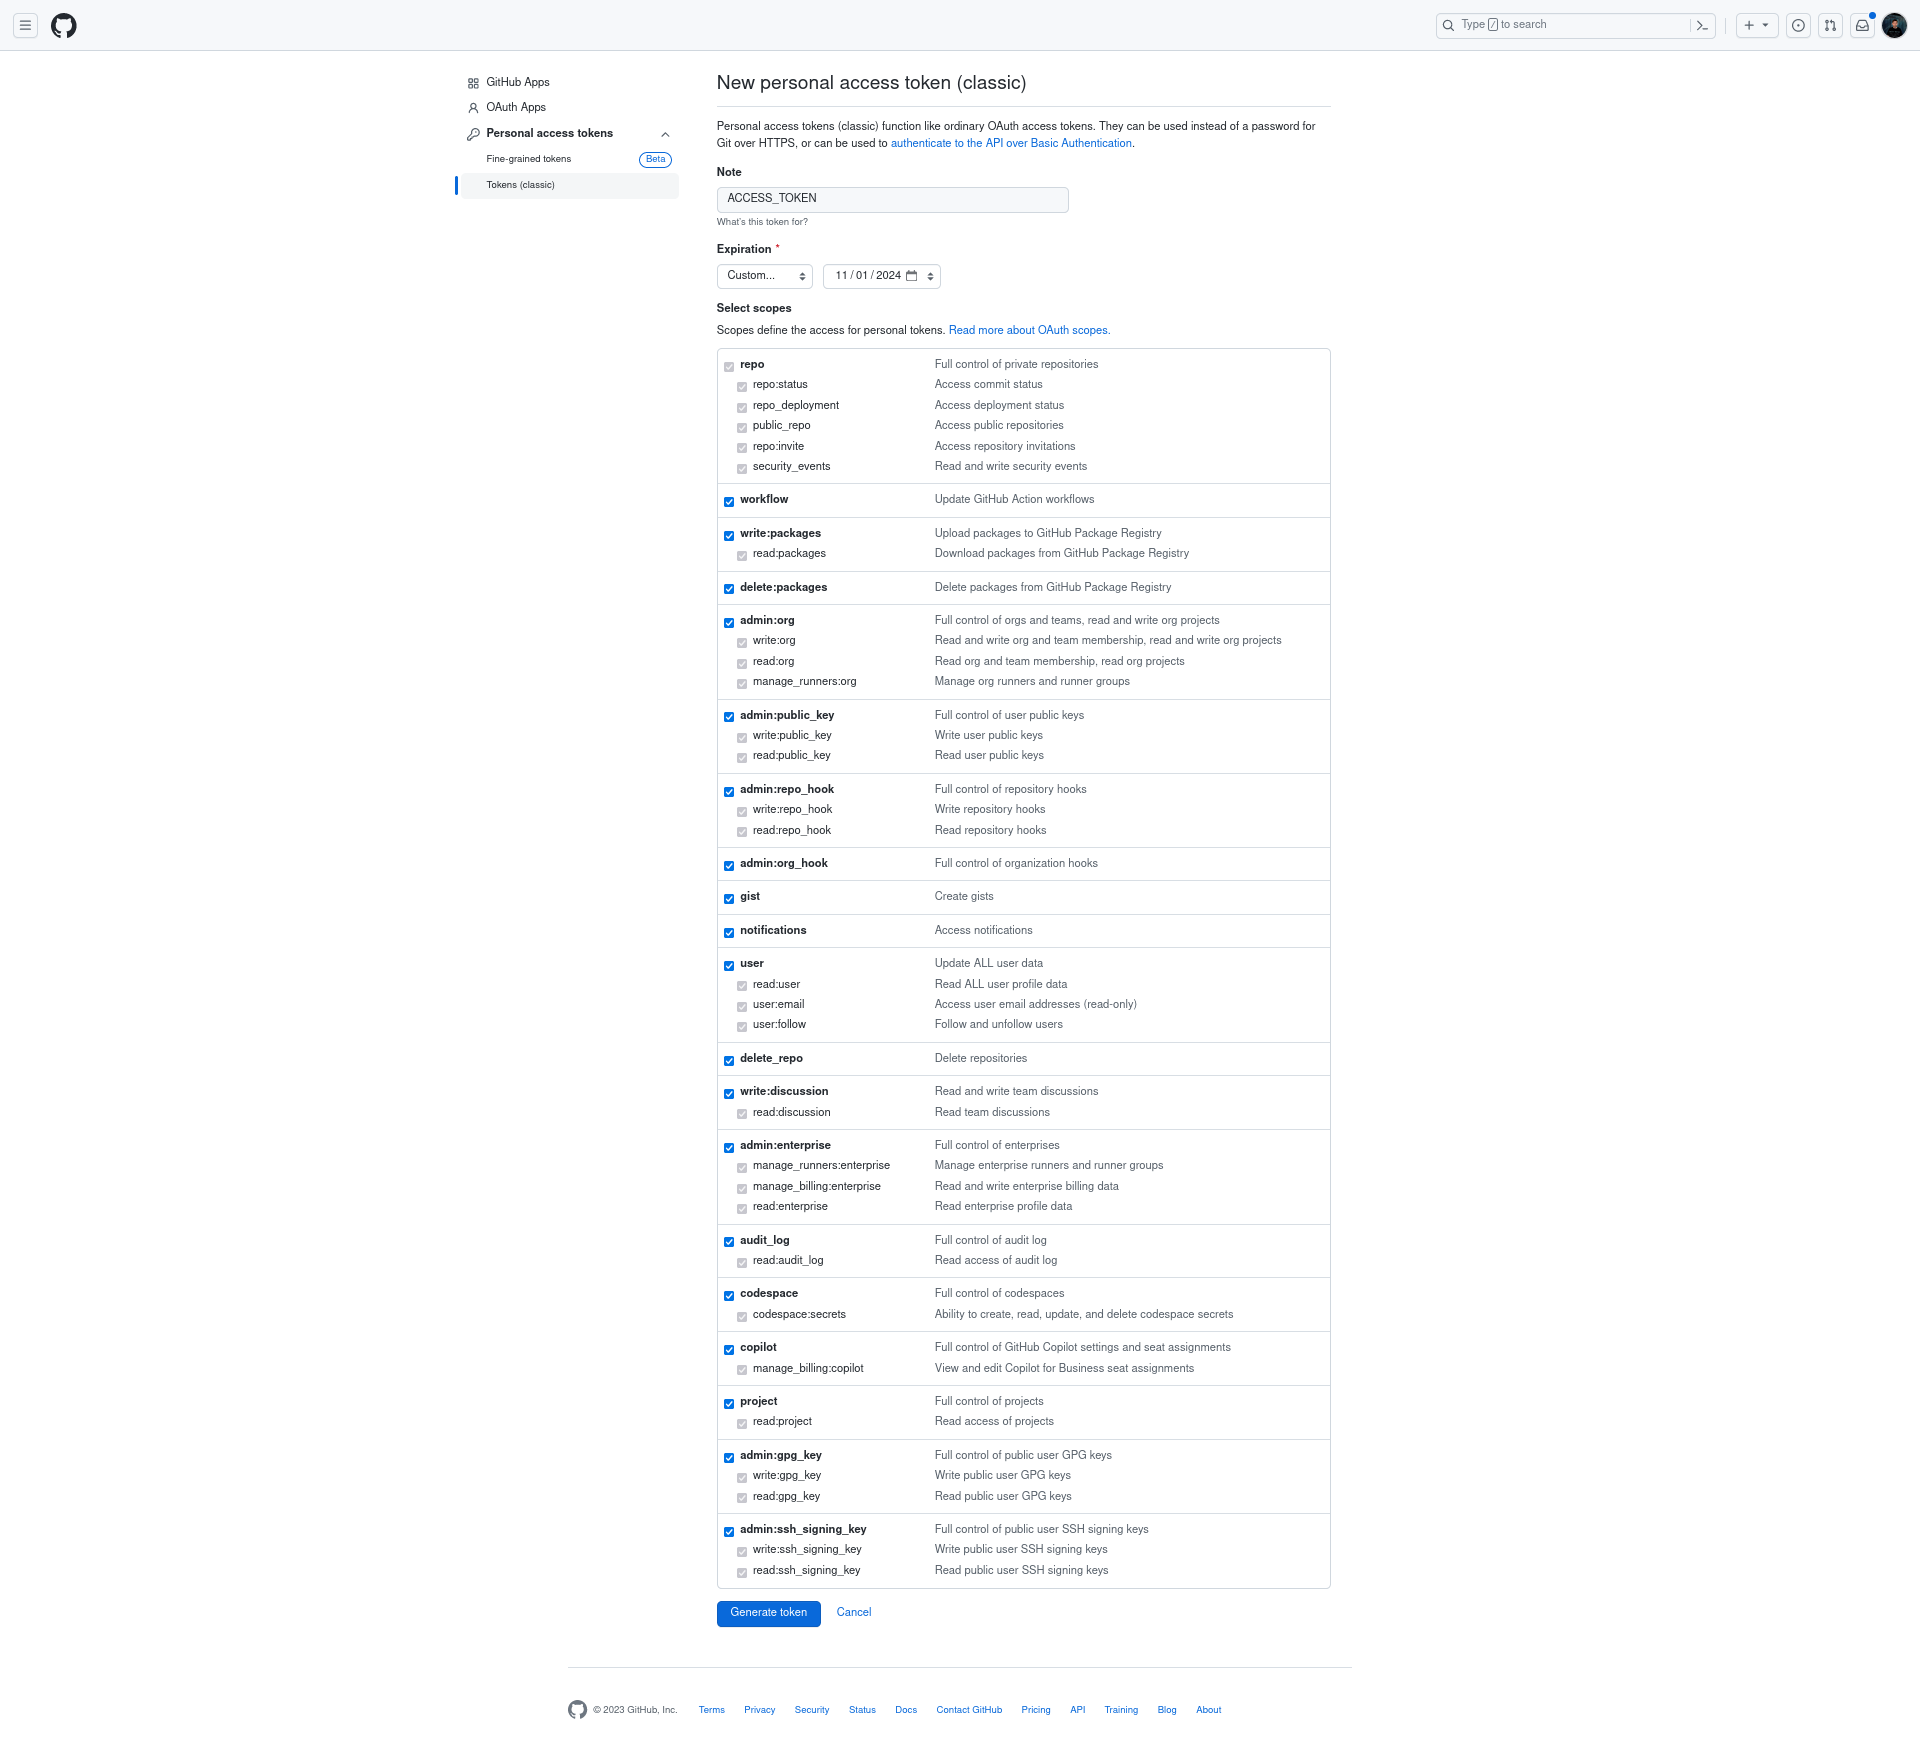 Type / to search
GitHub Apps
OAuth Apps
Personal access tokens
Fine-grained tokens Beta
Tokens (classic)
New personal access token (classic)
Personal access tokens (classic) function like ordinary OAuth access tokens. They can be used instead of a password for
Git over HTTPS, or can be used to authenticate to the API over Basic Authentication.
Note
ACCESS_TOKEN
What's this token for?
Expiration *
Custom... 11 / 01 / 2024
Select scopes
Scopes define the access for personal tokens. Read more about OAuth scopes.
repo Full control of private repositories
repo:status Access commit status
repo_deployment Access deployment status
public_repo Access public repositories
repo:invite Access repository invitations
security_events Read and write security events
workflow Update GitHub Action workflows
write:packages Upload packages to GitHub Package Registry
read:packages Download packages from GitHub Package Registry
delete:packages Delete packages from GitHub Package Registry
admin:org Full control of orgs and teams, read and write org projects
write:org Read and write org and team membership, read and write org projects
read:org Read org and team membership, read org projects
manage_runners:org Manage org runners and runner groups
admin:public_key Full control of user public keys
write:public_key Write user public keys
read:public_key Read user public keys
admin:repo_hook Full control of repository hooks
write:repo_hook Write repository hooks
read:repo_hook Read repository hooks
admin:org_hook Full control of organization hooks
gist Create gists
notifications Access notifications
user Update ALL user data
read:user Read ALL user profile data
user:email Access user email addresses (read-only)
user:follow Follow and unfollow users
delete_repo Delete repositories
write:discussion Read and write team discussions
read:discussion Read team discussions
admin:enterprise Full control of enterprises
manage_runners:enterprise Manage enterprise runners and runner groups
manage_billing:enterprise Read and write enterprise billing data
read:enterprise Read enterprise profile data
audit_log Full control of audit log
read:audit_log Read access of audit log
codespace Full control of codespaces
codespace:secrets Ability to create, read, update, and delete codespace secrets
copilot Full control of GitHub Copilot settings and seat assignments
manage_billing:copilot View and edit Copilot for Business seat assignments
project Full control of projects
read:project Read access of projects
admin:gpg_key Full control of public user GPG keys
write:gpg_key Write public user GPG keys
read:gpg_key Read public user GPG keys
admin:ssh_signing_key Full control of public user SSH signing keys
write:ssh_signing_key Write public user SSH signing keys
read:ssh_signing_key Read public user SSH signing keys
Generate token Cancel
© 2023 GitHub, Inc. Terms Privacy Security Status Docs Contact GitHub Pricing API Training Blog About